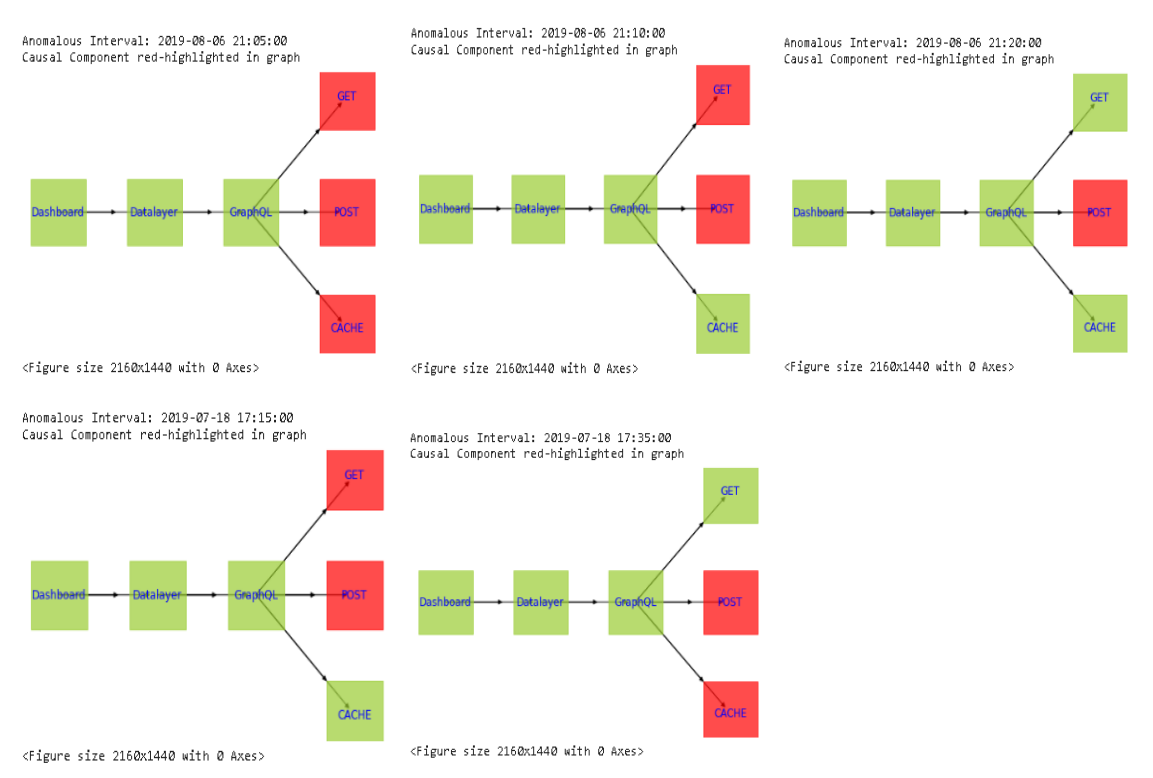 Anomalous Interval: 2019-08-06 21:05:00
Causal Component red-highlighted in graph
GET
Dashboard
Datalayer
GraphQL
POST
CACHE
<Figure size 2160x1440 with 0 Axes>
Anomalous Interval: 2019-08-06 21:10:00
Causal Component red-highlighted in graph
GET
Dashboard
Datalayer
GraphQL
POST
CACHE
<Figure size 2160x1440 with 0 Axes>
Anomalous Interval: 2019-08-06 21:20:00
Causal Component red-highlighted in graph
GET
Dashboard
Datalayer
GraphQL
POST
CACHE
<Figure size 2160x1440 with 0 Axes>
Anomalous Interval: 2019-07-18 17:15:00
Causal Component red-highlighted in graph
GET
Dashboard
Datalayer
GraphQL
POST
CACHE
<Figure size 2160x1440 with 0 Axes>
Anomalous Interval: 2019-07-18 17:35:00
Causal Component red-highlighted in graph
GET
Dashboard
Datalayer
GraphQL
POST
CACHE
<Figure size 2160x1440 with 0 Axes>